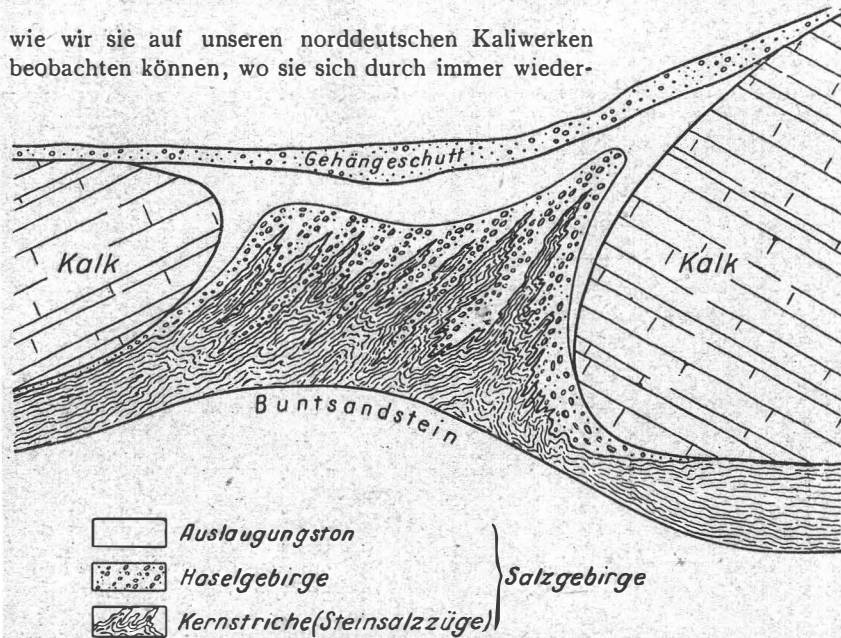 wie wir sie auf unseren norddeutschen Kaliwerken
beobachten können, wo sie sich durch immer wieder-
Gehängeschutt
Kalk
Kalk
Buntsandstein
Auslaugungston
Haselgebirge
Salzgebirge
Kernstriche (Steinsalzzüge)